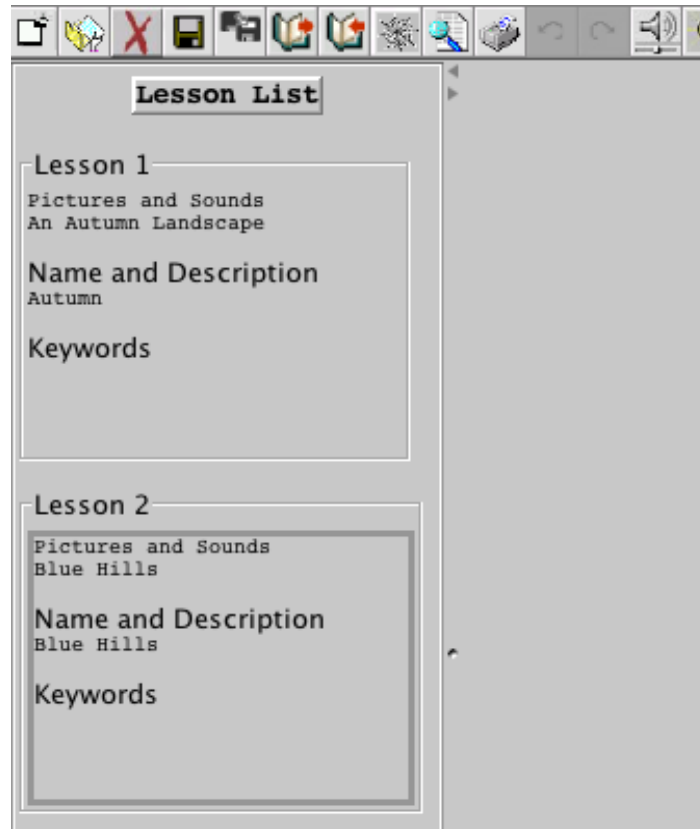 Lesson List
Lesson 1
Pictures and Sounds
An Autumn Landscape
Name and Description
Autumn
Keywords
Lesson 2
Pictures and Sounds
Blue Hills
Name and Description
Blue Hills
Keywords